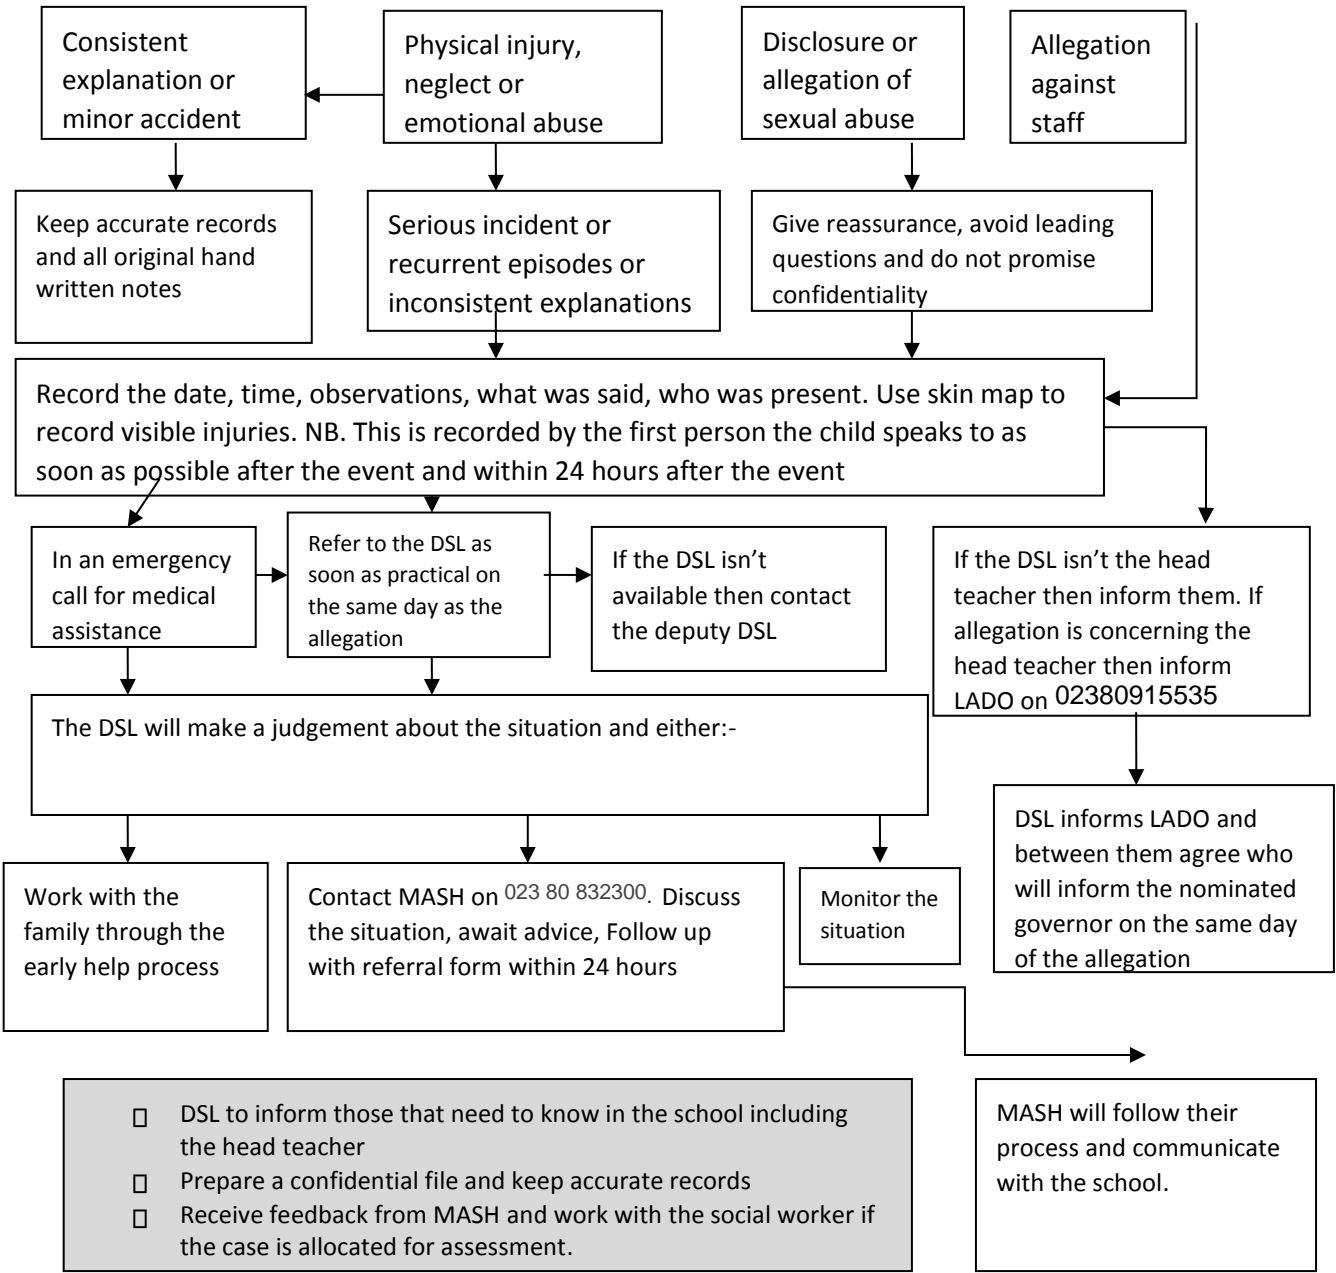 Consistent
explanation or
minor accident
Physical injury,
neglect or
emotional abuse
Disclosure or
allegation of
sexual abuse
Allegation
against
staff
Keep accurate records
and all original hand
written notes
Serious incident or
recurrent episodes or
inconsistent explanations
Give reassurance, avoid leading
questions and do not promise
confidentiality
Record the date, time, observations, what was said, who was present. Use skin map to
record visible injuries. NB. This is recorded by the first person the child speaks to as
soon as possible after the event and within 24 hours after the event
In an emergency
call for medical
assistance
Refer to the DSL as
soon as practical on
the same day as the
allegation
If the DSL isn’t
available then contact
the deputy DSL
If the DSL isn’t the head
teacher then inform them. If
allegation is concerning the
head teacher then inform
LADO on 02380915535
The DSL will make a judgement about the situation and either:-
DSL informs LADO and
between them agree who
will inform the nominated
governor on the same day
of the allegation
Work with the
family through the
early help process
Contact MASH on 023 80 832300. Discuss
the situation, await advice, Follow up
with referral form within 24 hours
Monitor the
situation
DSL to inform those that need to know in the school including
the head teacher
Prepare a confidential file and keep accurate records
Receive feedback from MASH and work with the social worker if
the case is allocated for assessment.
MASH will follow their
process and communicate
with the school.